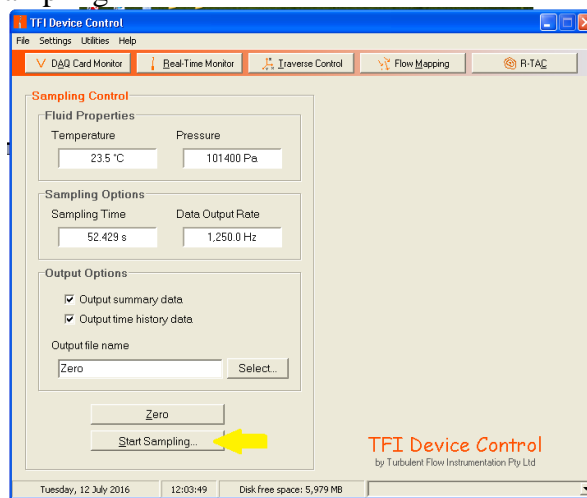 TFI Device Control
File Settings Utilities Help
DAQ Card Monitor Real-Time Monitor Traverse Control Flow Mapping R-TAC
Sampling Control
Fluid Properties
Temperature Pressure
23.5 °C 101400 Pa
Sampling Options
Sampling Time Data Output Rate
52.429 s 1,250.0 Hz
Output Options
Output summary data
Output time history data
Output file name
Zero Select...
Zero
Start Sampling...
TFI Device Control
by Turbulent Flow Instrumentation Pty Ltd
Tuesday, 12 July 2016 12:03:49 Disk free space: 5,979 MB